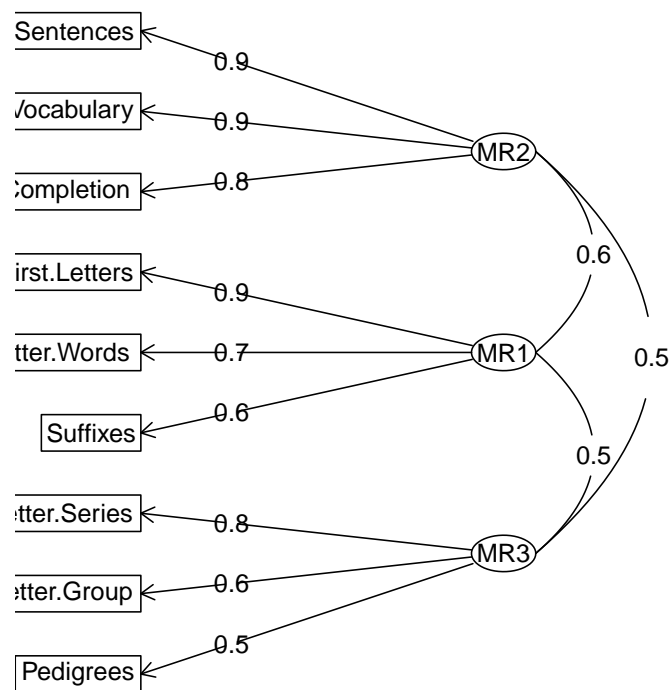 Sentences
0.9
Vocabulary
0.9
MR2
Completion
0.8
0.6
irst.Letters
0.9
tter.Words
0.7
MR1
0.5
Suffixes
0.6
0.5
etter.Series
0.8
MR3
etter.Group
0.6
0.5
Pedigrees